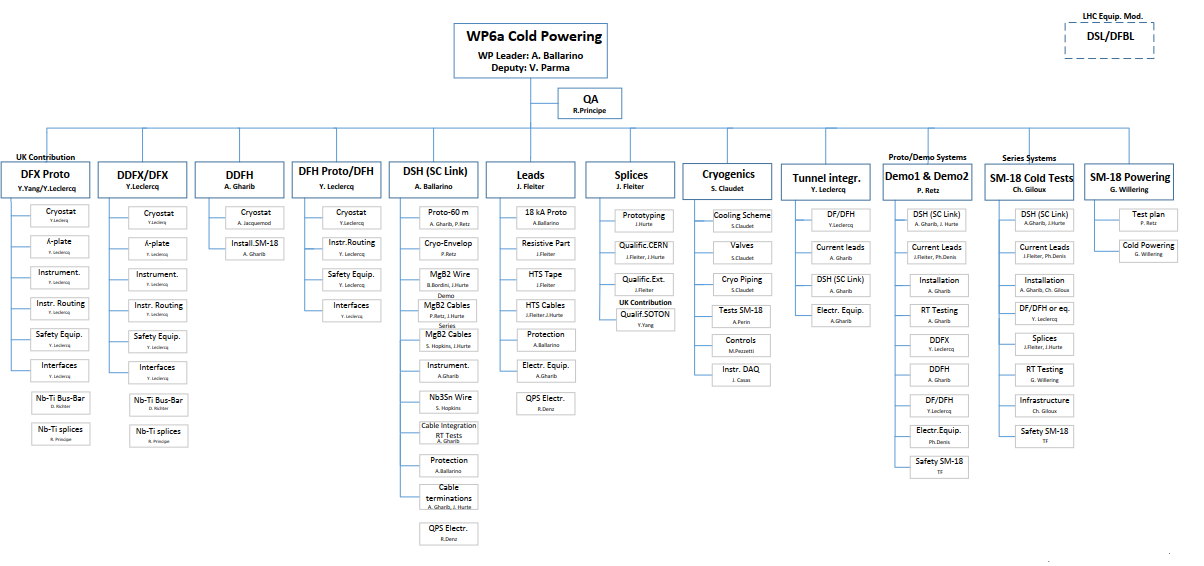 LHC Equip. Mod.
DSL/DFBL
WP6a Cold Powering
WP Leader: A. Ballarino
Deputy: V. Parma
QA
R.Principe
UK Contribution
DFX Proto
Y.Yang/Y.Leclercq
Cryostat
Y.Leclerq
ʎ-plate
Y. Leclercq
Instrument.
Y. Leclercq
Instr. Routing
Y. Leclercq
Safety Equip.
Y. Leclercq
Interfaces
Y. Leclercq
Nb-Ti Bus-Bar
D. Richter
Nb-Ti splices
R. Principe
DDFX/DFX
Y.Leclercq
Cryostat
Y.Leclerq
ʎ-plate
Y. Leclercq
Instrument.
Y. Leclercq
Instr. Routing
Y. Leclercq
Safety Equip.
Y. Leclercq
Interfaces
Y. Leclercq
Nb-Ti Bus-Bar
D. Richter
Nb-Ti splices
R. Principe
DDFH
A. Gharib
Cryostat
A. Jacquemod
Install.SM-18
A. Gharib
DFH Proto/DFH
Y. Leclercq
Cryostat
Y.Leclercq
Instr.Routing
Y. Leclercq
Safety Equip.
Y. Leclercq
Interfaces
Y. Leclercq
DSH (SC Link)
A. Ballarino
Proto-60 m
A. Gharib, P.Retz
Cryo-Envelop
P.Retz
MgB2 Wire
B.Bordini, J.Hurte
Demo
MgB2 Cables
P.Retz, J.Hurte
Series
MgB2 Cables
S. Hopkins, J.Hurte
Instrument.
A.Gharib
Nb3Sn Wire
S. Hopkins
Cable Integration
RT Tests
A. Gharib
Protection
A.Ballarino
Cable
terminations
A. Gharib, J. Hurte
QPS Electr.
R.Denz
Leads
J. Fleiter
18 kA Proto
A.Ballarino
Resistive Part
J.Fleiter
HTS Tape
J.Fleiter
HTS Cables
J.Fleiter,J.Hurte
Protection
A.Ballarino
Electr. Equip.
A.Gharib
QPS Electr.
R.Denz
Splices
J. Fleiter
Prototyping
J.Hurte
Qualific.CERN
J.Fleiter, J.Hurte
Qualific.Ext.
J.Fleiter
UK Contribution
Qualif.SOTON
Y.Yang
Cryogenics
S. Claudet
Cooling Scheme
S.Claudet
Valves
S.Claudet
Cryo Piping
S.Claudet
Tests SM-18
A.Perin
Controls
M.Pezzetti
Instr. DAQ
J. Casas
Tunnel integr.
Y. Leclercq
DF/DFH
Y.Leclercq
Current leads
A. Gharib
DSH (SC Link)
A. Gharib
Electr. Equip.
A.Gharib
Proto/Demo Systems
Demo1 & Demo2
P. Retz
DSH (SC Link)
A. Gharib, J. Hurte
Current Leads
J.Fleiter, Ph.Denis
Installation
A. Gharib
RT Testing
A. Gharib
DDFX
Y. Leclercq
DDFH
A. Gharib
DF/DFH
Y.Leclercq
Electr.Equip.
Ph.Denis
Safety SM-18
TF
Series Systems
SM-18 Cold Tests
Ch. Giloux
DSH (SC Link)
A.Gharib, J. Hurte
Current Leads
J.Fleiter, Ph.Denis
Installation
A. Gharib, Ch. Giloux
DF/DFH or eq.
Y. Leclercq
Splices
J.Fleiter, J.Hurte
RT Testing
G. Willering
Infrastructure
Ch. Giloux
Safety SM-18
TF
SM-18 Powering
G. Willering
Test plan
P. Retz
Cold Powering
G. Willering